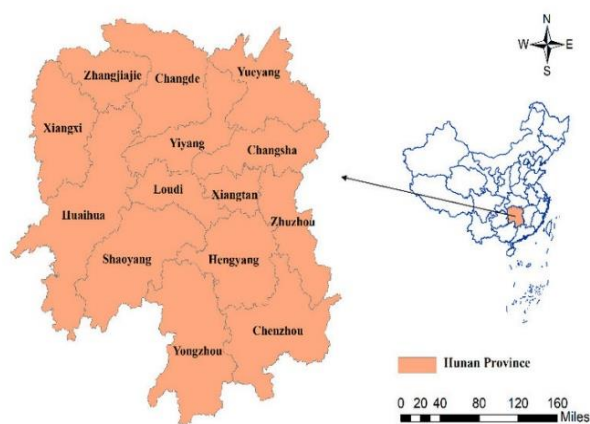 N
W E
S
Zhangjiajie
Changde
Yueyang
Xiangxi
Yiyang
Changsha
Loudi
Xiangtan
Huaihua
Zhuzhou
Shaoyang
Hengyang
Chenzhou
Yongzhou
Hunan Province
0 20 40 80 120 160
Miles